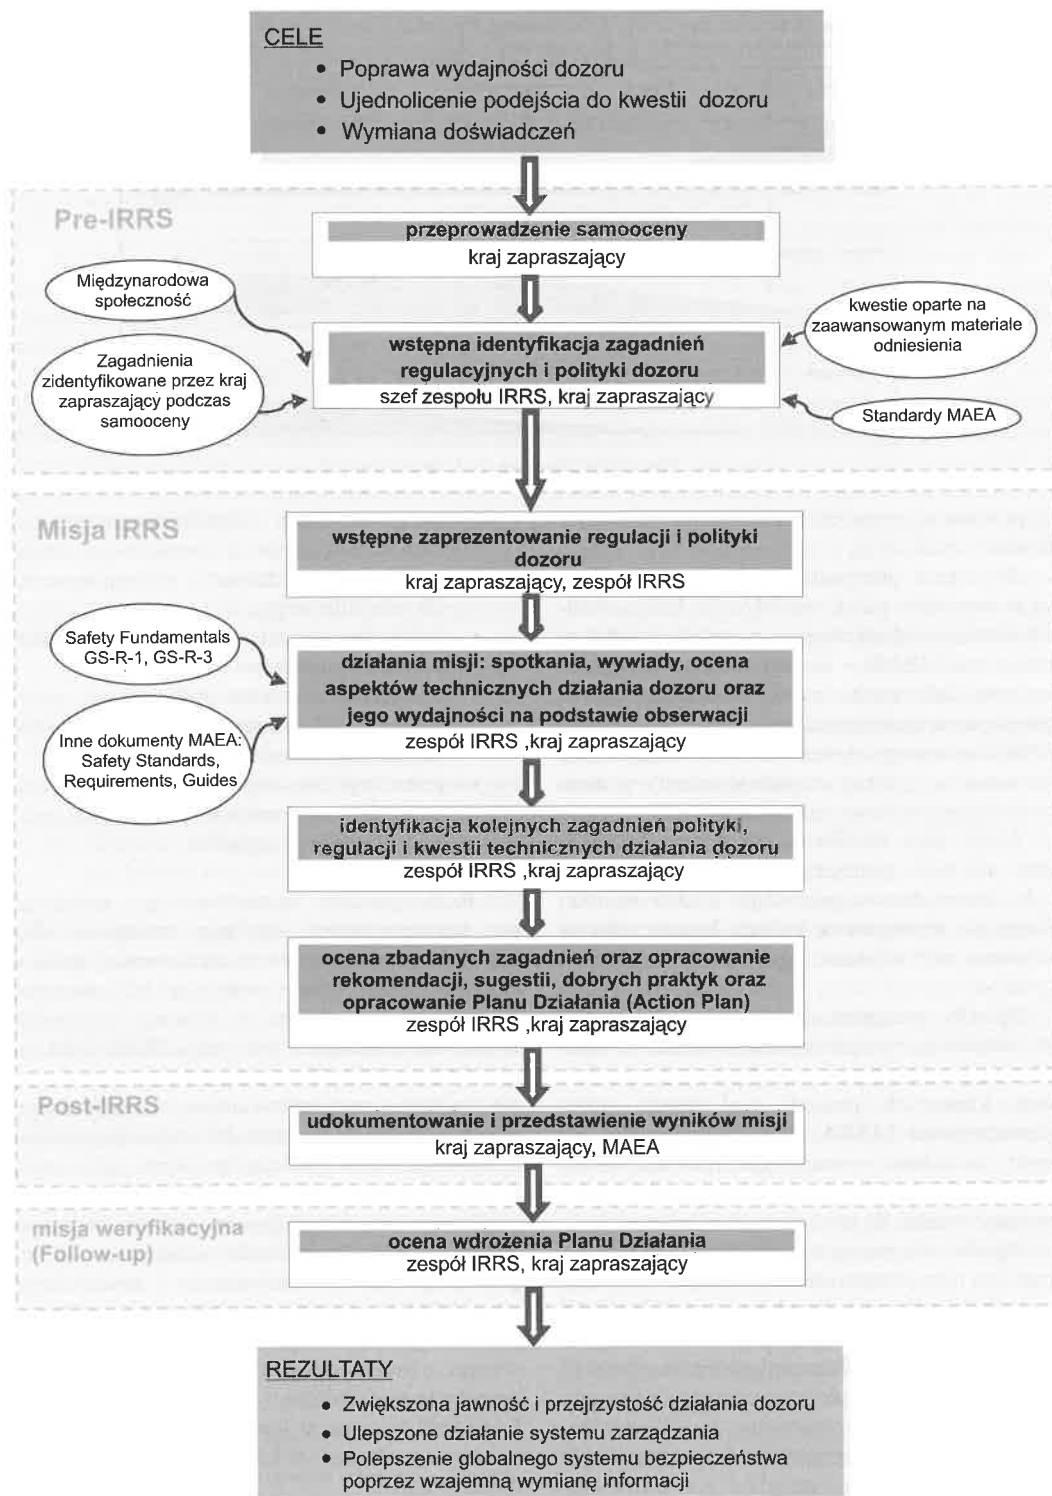 CELE
• Poprawa wydajności dozoru
• Ujednolicenie podejścia do kwestii dozoru
• Wymiana doświadczeń
Pre-IRRS
przeprowadzenie samooceny
kraj zapraszający
Międzynarodowa
społeczność
Zagadnienia
zidentyfikowane przez kraj
zapraszający podczas
samooceny
wstępna identyfikacja zagadnień
regulacyjnych i polityki dozoru
szef zespołu IRRS, kraj zapraszający
kwestie oparte na
zaawansowanym materiale
odniesienia
Standardy MAEA
Misja IRRS
wstępne zaprezentowanie regulacji i polityki
dozoru
kraj zapraszający, zespół IRRS
Safety Fundamentals
GS-R-1, GS-R-3
Inne dokumenty MAEA:
Safety Standards,
Requirements, Guides
działania misji: spotkania, wywiady, ocena
aspektów technicznych działania dozoru oraz
jego wydajności na podstawie obserwacji
zespół IRRS ,kraj zapraszający
identyfikacja kolejnych zagadnień polityki,
regulacji i kwestii technicznych działania dozoru
zespół IRRS ,kraj zapraszający
ocena zbadanych zagadnień oraz opracowanie
rekomendacji, sugestii, dobrych praktyk oraz
opracowanie Planu Działania (Action Plan)
zespół IRRS ,kraj zapraszający
Post-IRRS
udokumentowanie i przedstawienie wyników misji
kraj zapraszający, MAEA
misja weryfikacyjna
(Follow-up)
ocena wdrożenia Planu Działania
zespół IRRS, kraj zapraszający
REZULTATY
• Zwiększona jawność i przejrzystość działania dozoru
• Ulepszone działanie systemu zarządzania
• Polepszenie globalnego systemu bezpieczeństwa
poprzez wzajemną wymianę informacji